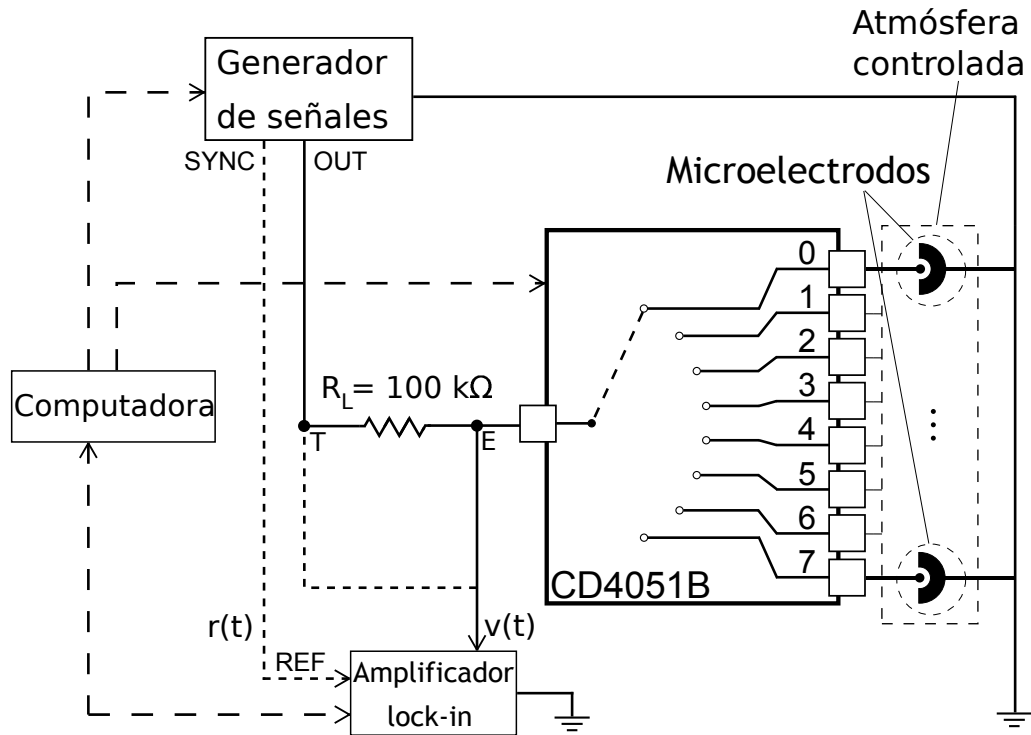 Atmósfera
controlada
Generador
de señales
SYNC
OUT
Microelectrodos
0
1
2
3
4
5
6
7
R_L= 100 kΩ
Computadora
T
E
...
CD4051B
r(t)
v(t)
REF
Amplificador
lock-in